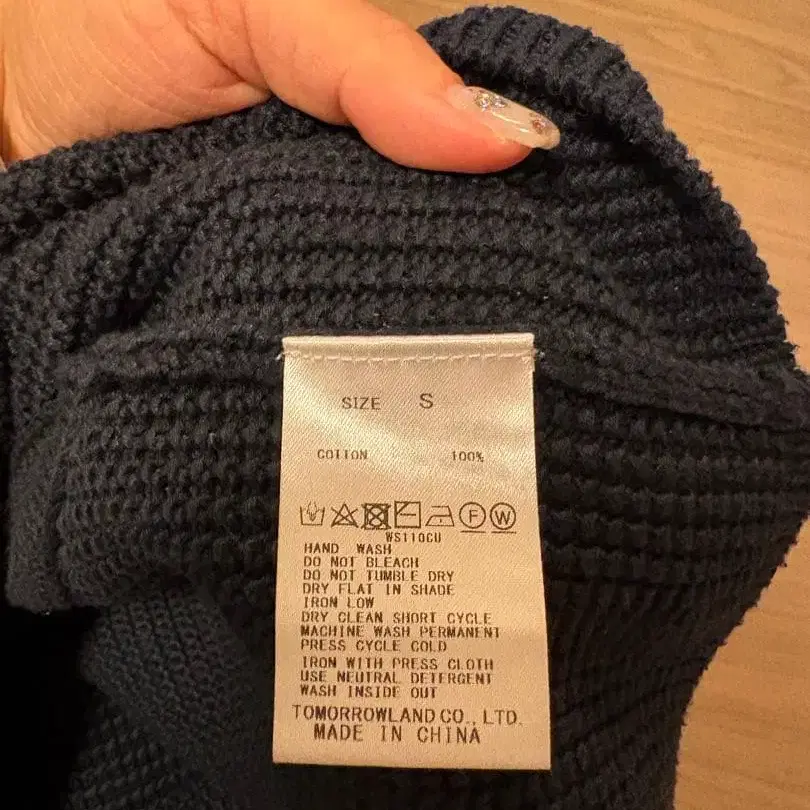 SIZE S
COTTON 100%
F W
WS110CU
HAND WASH
DO NOT BLEACH
DO NOT TUMBLE DRY
DRY FLAT IN SHADE
IRON LOW
DRY CLEAN SHORT CYCLE
MACHINE WASH PERMANENT
PRESS CYCLE COLD
IRON WITH PRESS CLOTH
USE NEUTRAL DETERGENT
WASH INSIDE OUT
TOMORROWLAND CO., LTD.
MADE IN CHINA